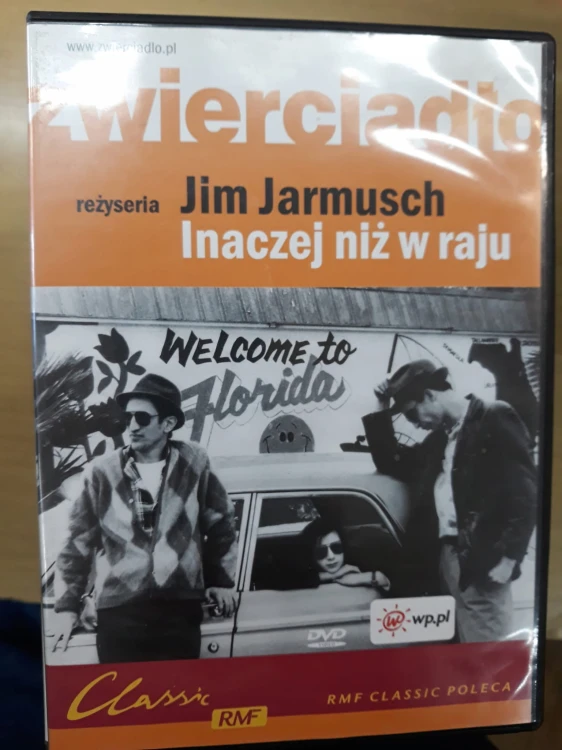 www.zwierciadlo.pl
zwierciadło
reżyseria Jim Jarmusch
Inaczej niż w raju
WELCOME to
Florida
DVD
VIDEO
wp.pl
Classic
RMF
RMF CLASSIC POLECA